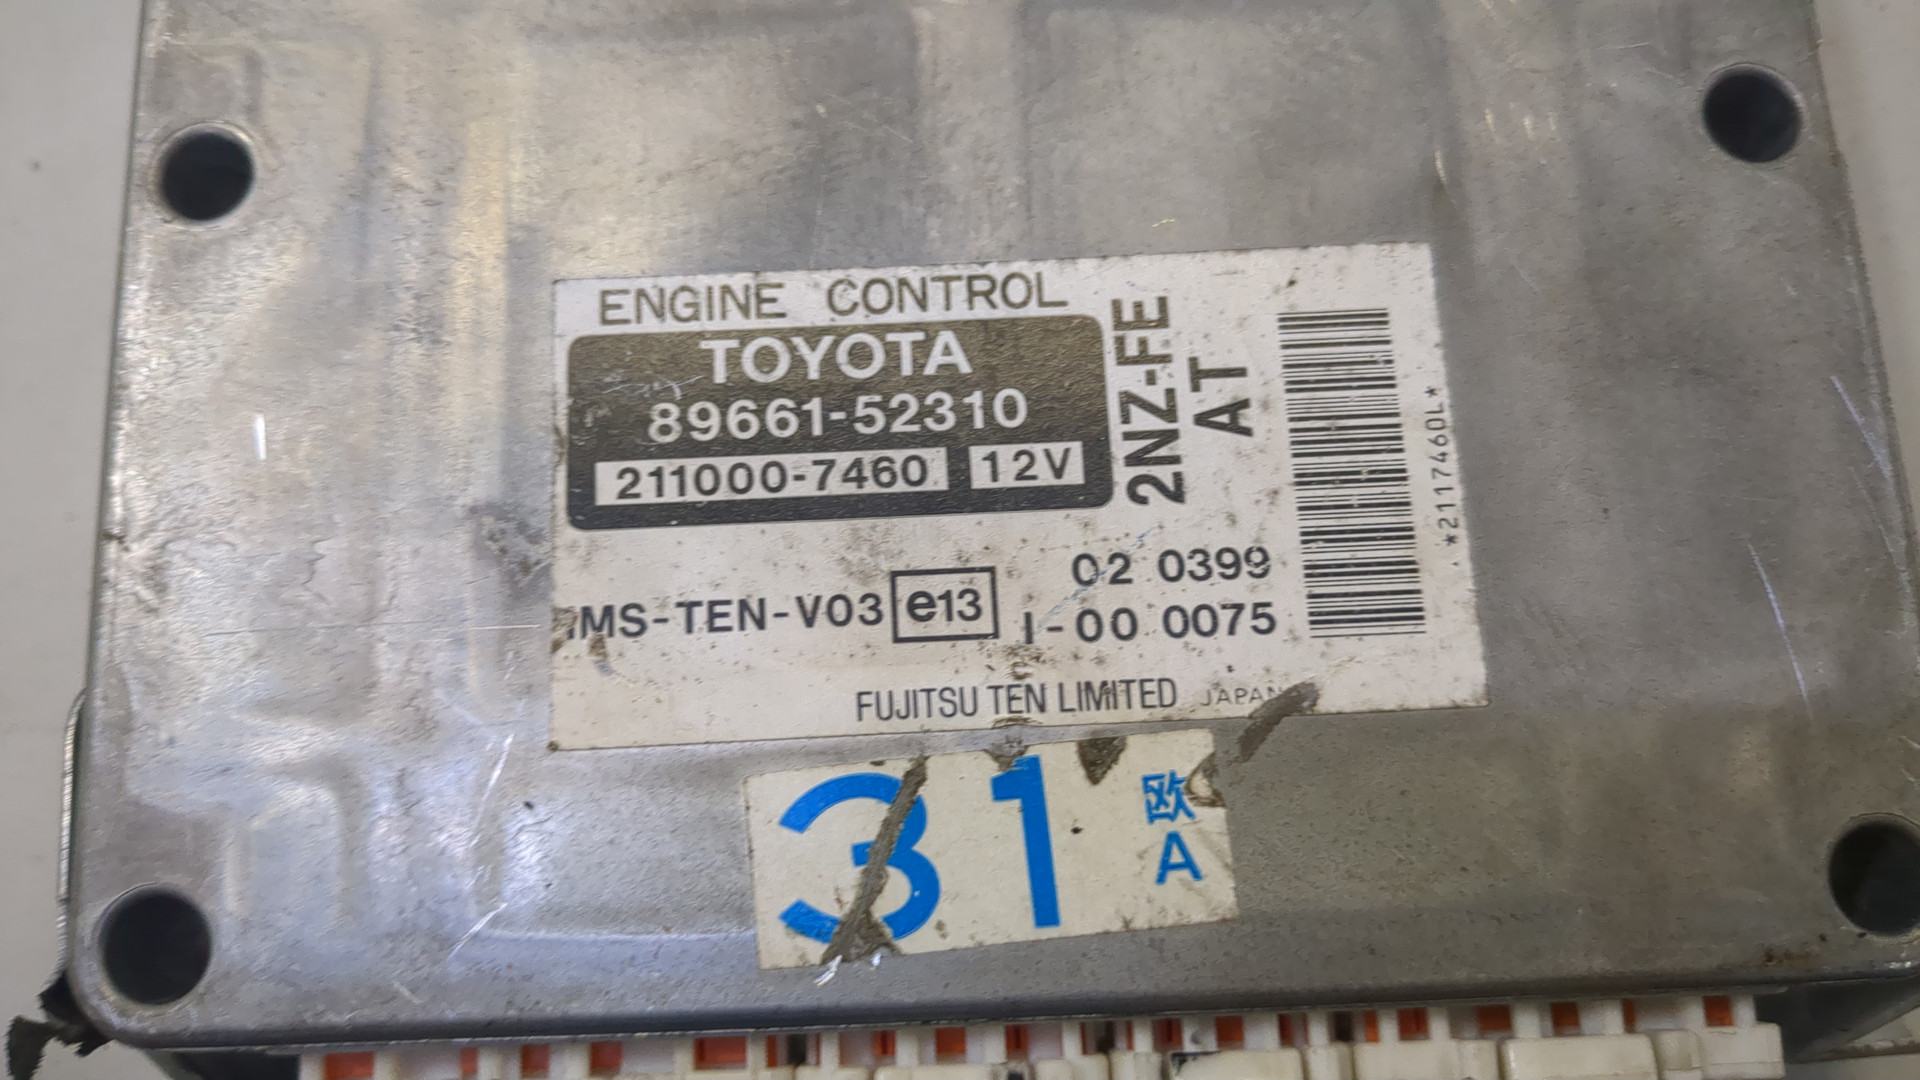 ENGINE CONTROL
TOYOTA
89661-52310
211000-7460 12V
2NZ-FE
AT
*2117460L*
IMS-TEN-V03 e13 02 0399
I-00 0075
FUJITSU TEN LIMITED JAPAN
31 欧
A